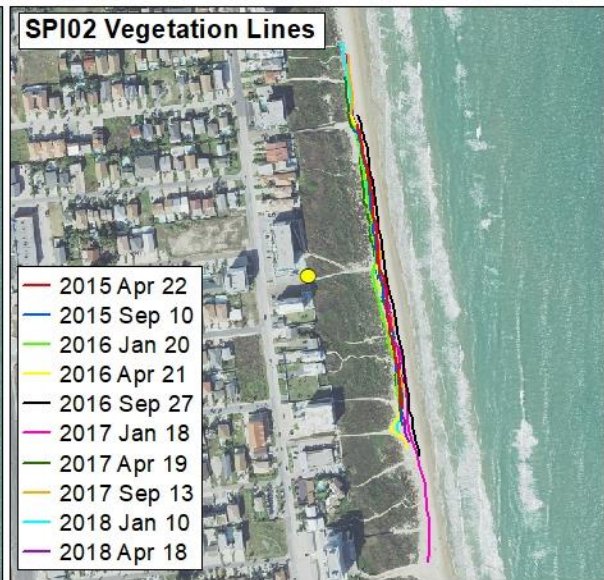 SPI02 Vegetation Lines
2015 Apr 22
2015 Sep 10
2016 Jan 20
2016 Apr 21
2016 Sep 27
2017 Jan 18
2017 Apr 19
2017 Sep 13
2018 Jan 10
2018 Apr 18